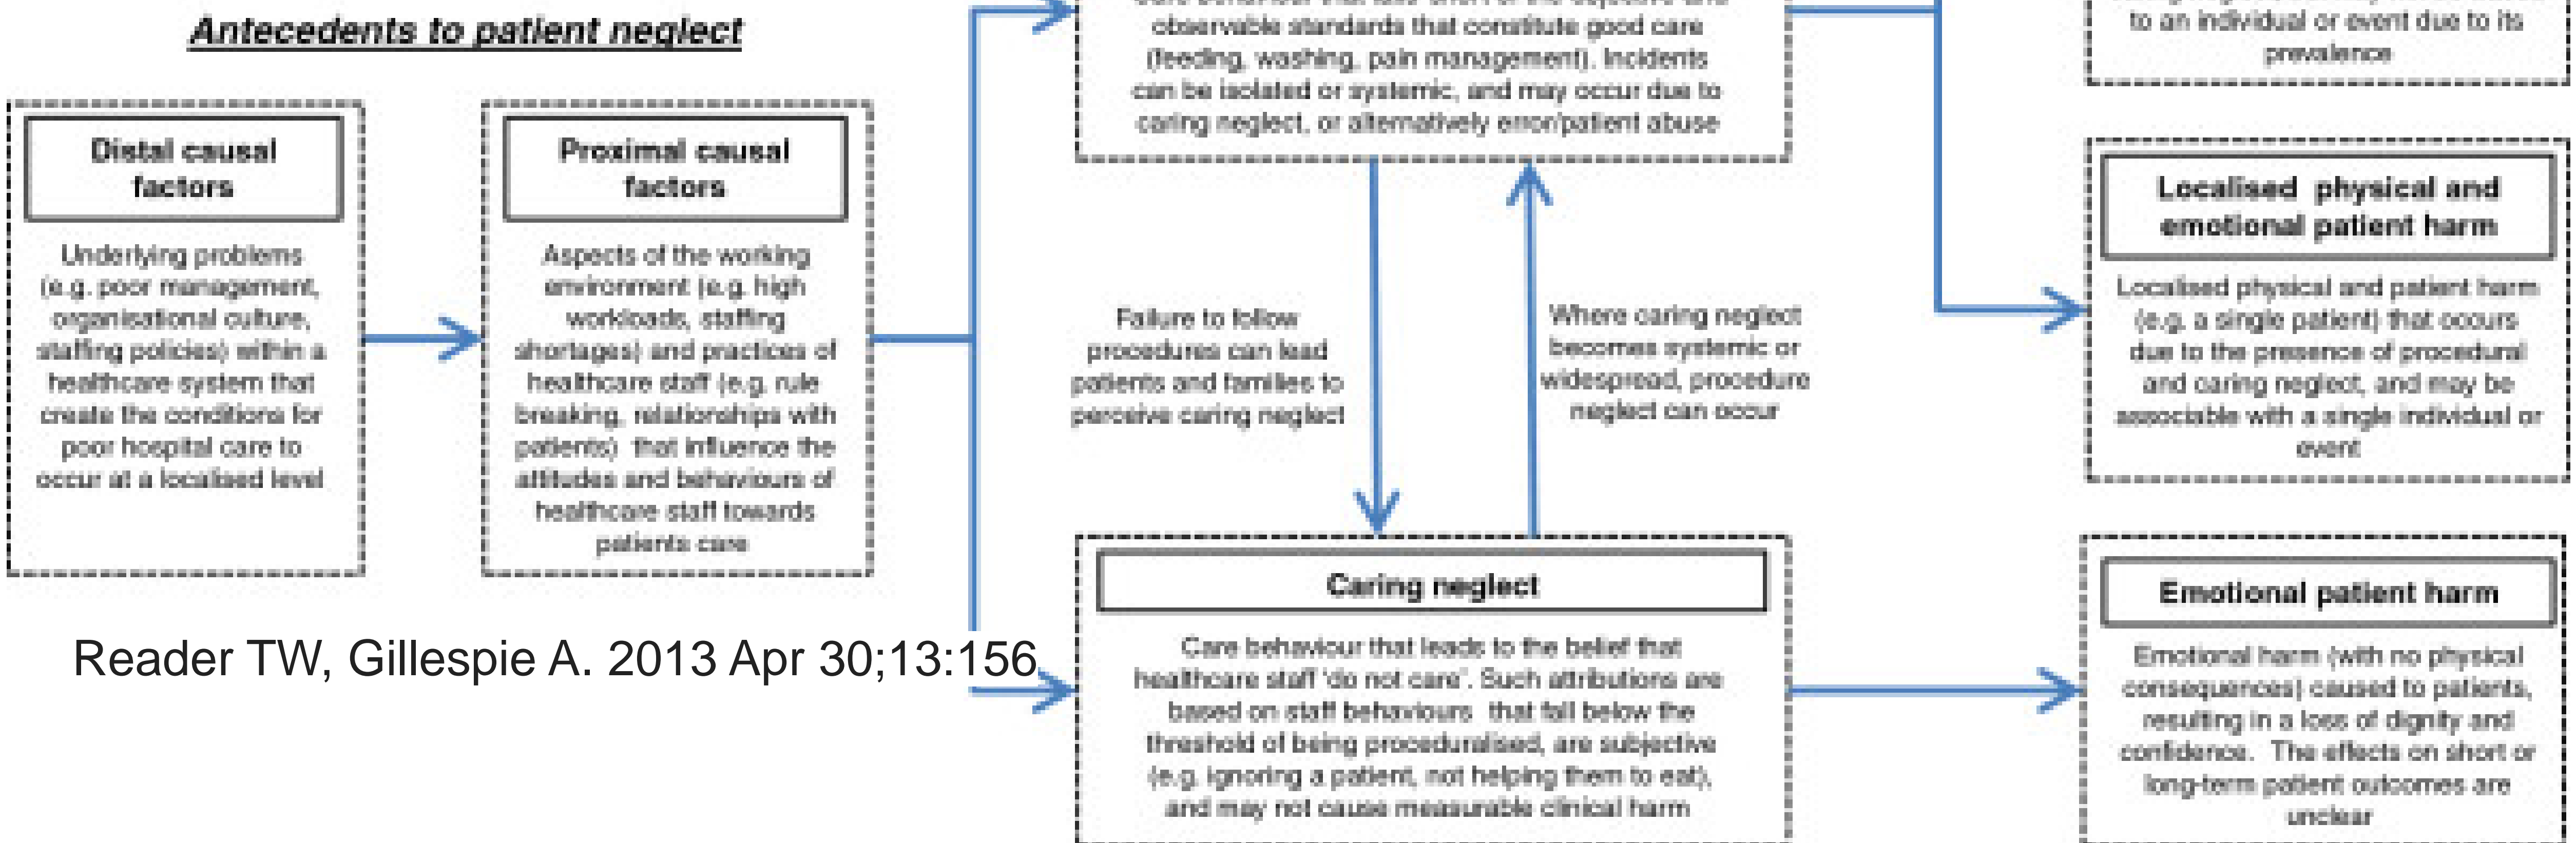 Antecedents to patient neglect
Distal causal
factors
Underlying problems
(e.g. poor management,
organisational culture,
staffing policies) within a
healthcare system that
create the conditions for
poor hospital care to
occur at a localised level
Proximal causal
factors
Aspects of the working
environment (e.g. high
workloads, staffing
shortages) and practices of
healthcare staff (e.g. rule
breaking, relationships with
patients) that influence the
attitudes and behaviours of
healthcare staff towards
patients care
Reader TW, Gillespie A. 2013 Apr 30;13:156
observable standards that constitute good care
(feeding, washing, pain management). Incidents
can be isolated or systemic, and may occur due to
caring neglect, or alternatively error/patient abuse
Failure to follow
procedures can lead
patients and families to
perceive caring neglect
Where caring neglect
becomes systemic or
widespread, procedure
neglect can occur
Caring neglect
Care behaviour that leads to the belief that
healthcare staff 'do not care'. Such attributions are
based on staff behaviours that fall below the
threshold of being proceduralised, are subjective
(e.g. ignoring a patient, not helping them to eat),
and may not cause measurable clinical harm
to an individual or event due to its
prevalence
Localised physical and
emotional patient harm
Localised physical and patient harm
(e.g. a single patient) that occurs
due to the presence of procedural
and caring neglect, and may be
associable with a single individual or
event
Emotional patient harm
Emotional harm (with no physical
consequences) caused to patients,
resulting in a loss of dignity and
confidence. The effects on short or
long-term patient outcomes are
unclear